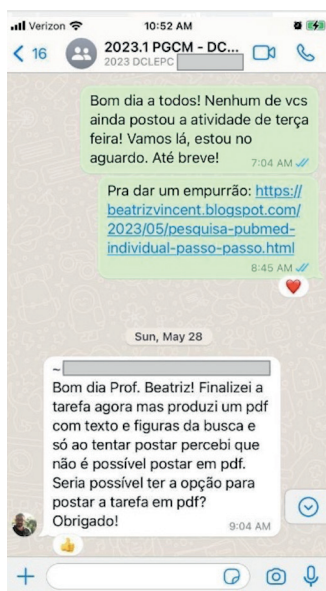 Verizon 10:52 AM
16 2023.1 PGCM - DC...
2023 DCLEPC
Bom dia a todos! Nenhum de vcs
ainda postou a atividade de terça
feira! Vamos lá, estou no
aguardo. Até breve!
7:04 AM
Pra dar um empurrão: https://
beatrizvincent.blogspot.com/
2023/05/pesquisa-pubmed-
individual-passo-passo.html
8:45 AM
Sun, May 28
~
Bom dia Prof. Beatriz! Finalizei a
tarefa agora mas produzi um pdf
com texto e figuras da busca e
só ao tentar postar percebi que
não é possível postar em pdf.
Seria possível ter a opção para
postar a tarefa em pdf?
Obrigado!
9:04 AM